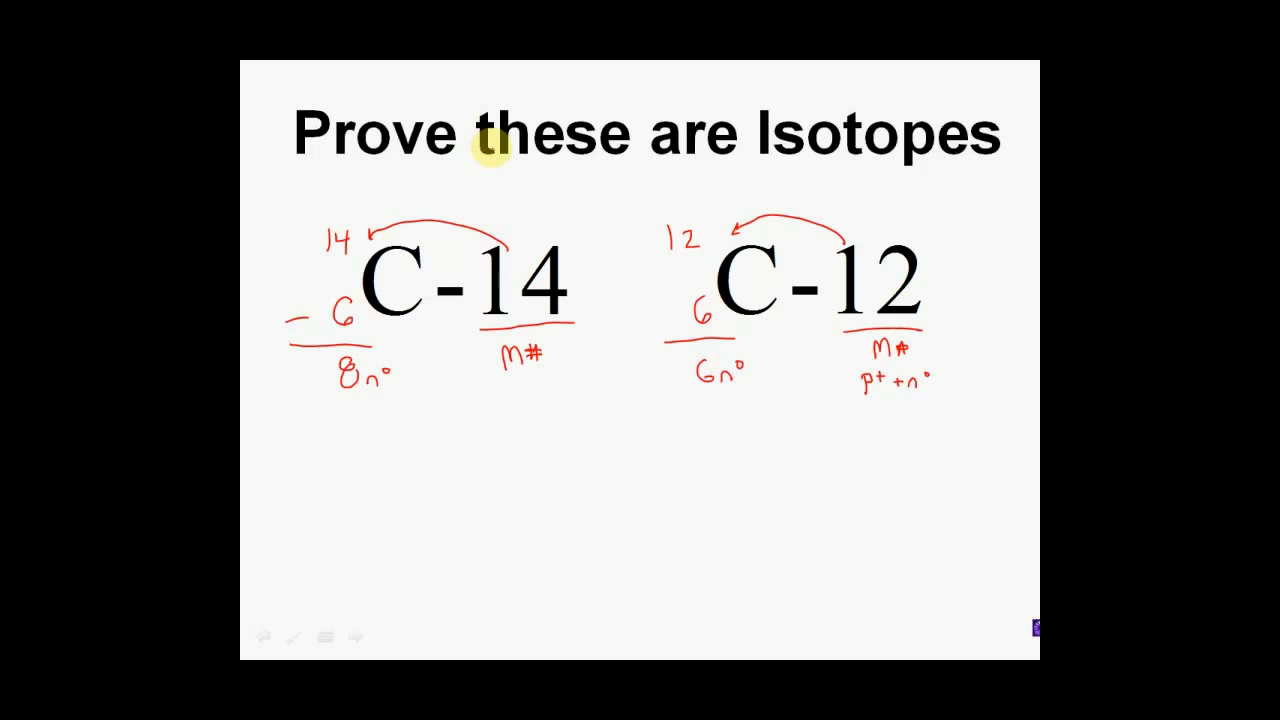 Prove these are Isotopes
14 C-14
- 6
8n° M#
12 C-12
6
6n° M#
p+ + n°